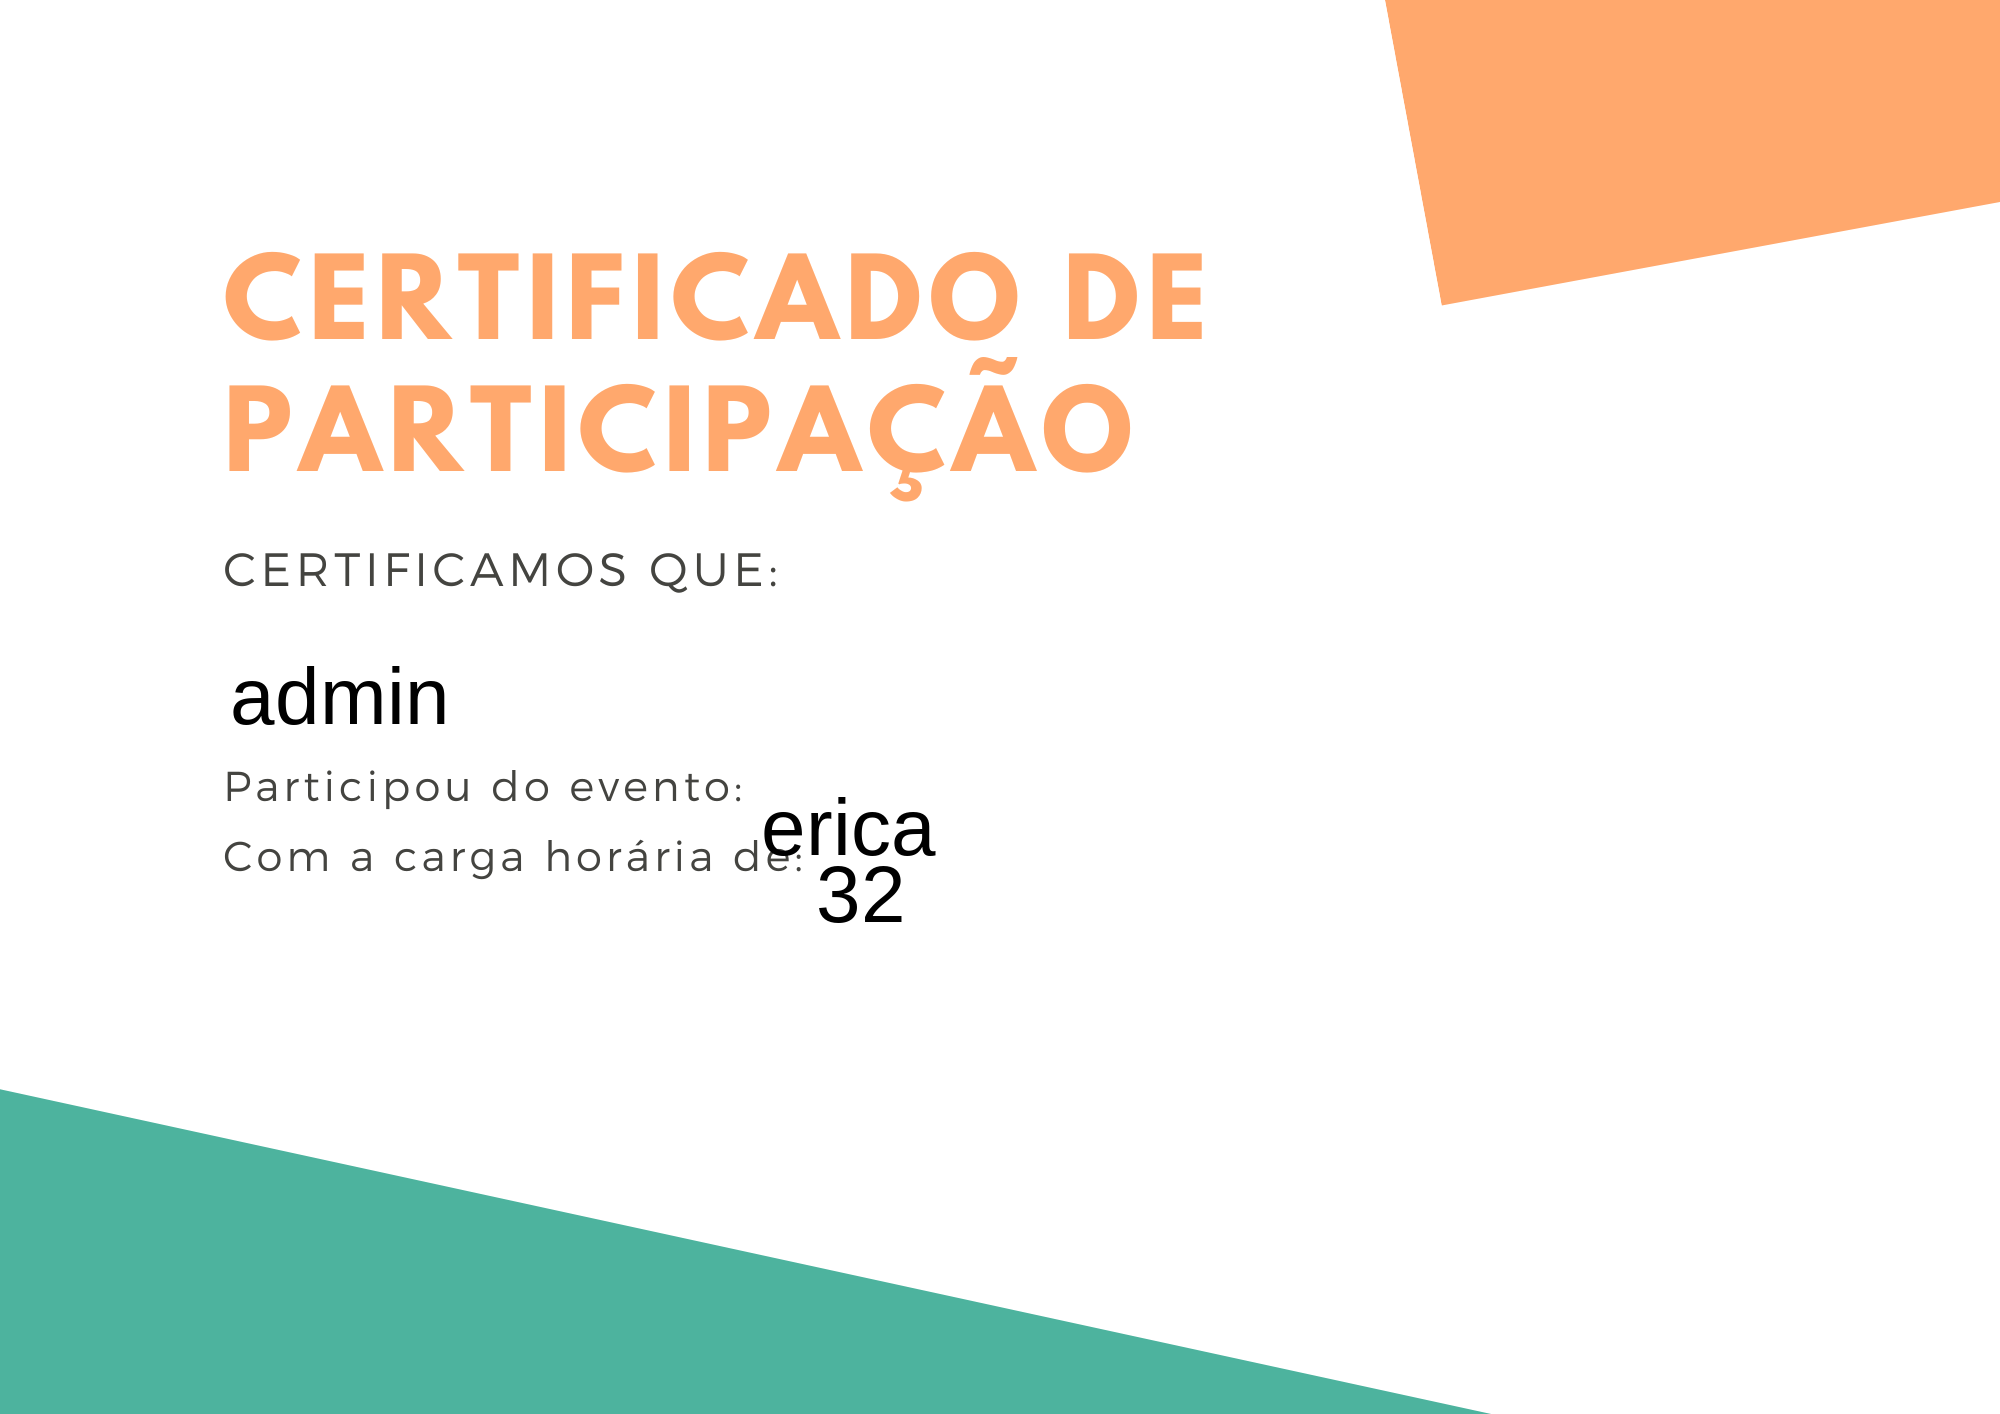 CERTIFICADO DE
PARTICIPAÇÃO
CERTIFICAMOS QUE:
admin
Participou do evento:
erica
Com a carga horária de:
32